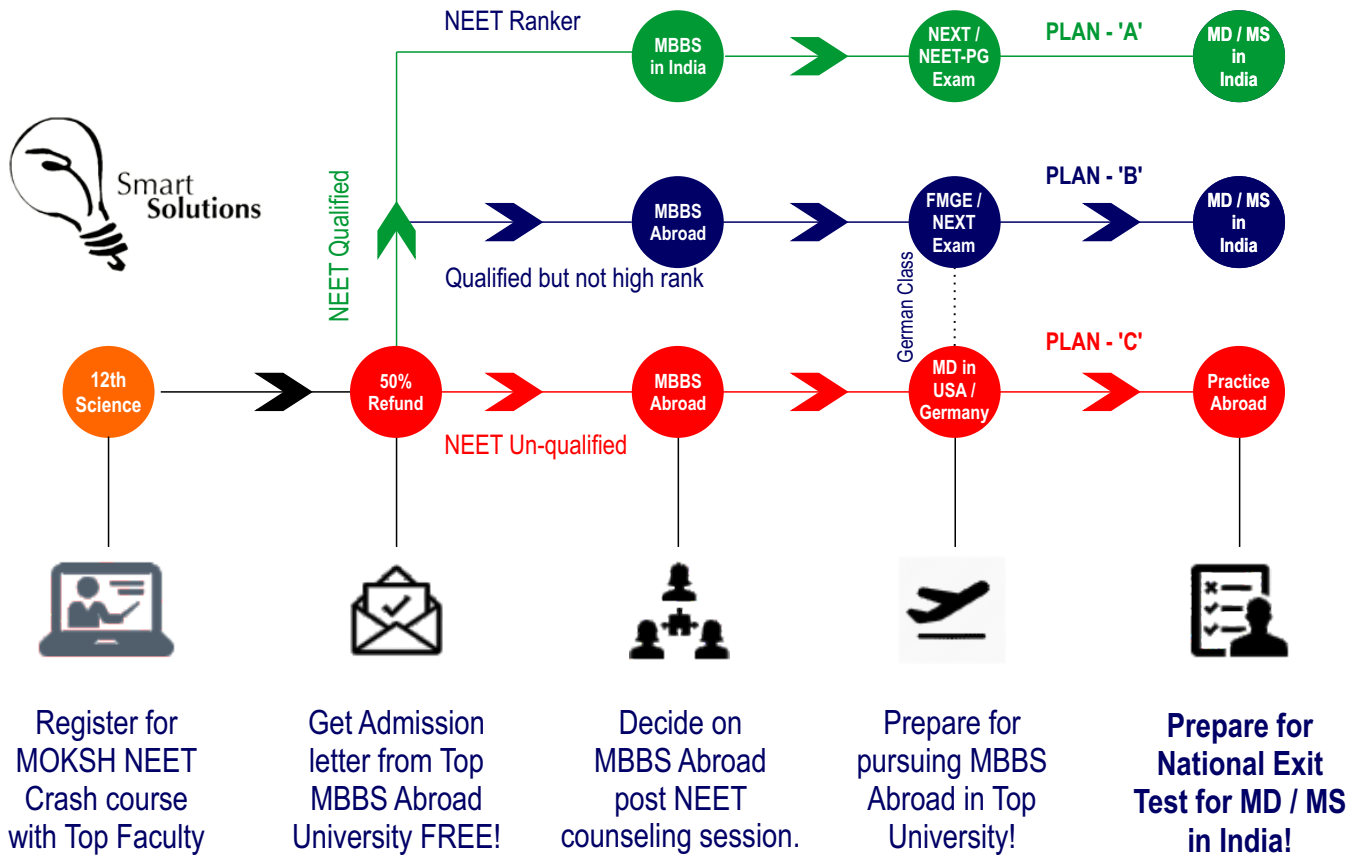 NEET Ranker
MBBS
in India
NEXT /
NEET-PG
Exam
PLAN - 'A'
MD / MS
in
India
Smart
Solutions
NEET Qualified
MBBS
Abroad
FMGE /
NEXT
Exam
PLAN - 'B'
MD / MS
in
India
Qualified but not high rank
German Class
12th
Science
50%
Refund
MBBS
Abroad
MD in
USA /
Germany
PLAN - 'C'
Practice
Abroad
NEET Un-qualified
Register for
MOKSH NEET
Crash course
with Top Faculty
Get Admission
letter from Top
MBBS Abroad
University FREE!
Decide on
MBBS Abroad
post NEET
counseling session.
Prepare for
pursuing MBBS
Abroad in Top
University!
Prepare for
National Exit
Test for MD / MS
in India!